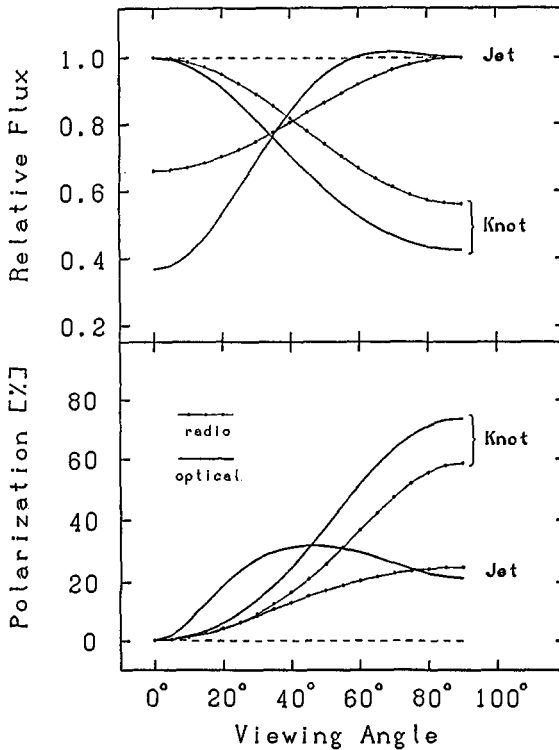 Relative Flux
1.0
0.8
0.6
0.4
0.2
Jet
Knot
Polarization [%]
80
60
40
20
0
radio
optical
Knot
Jet
0° 20° 40° 60° 80° 100°
Viewing Angle